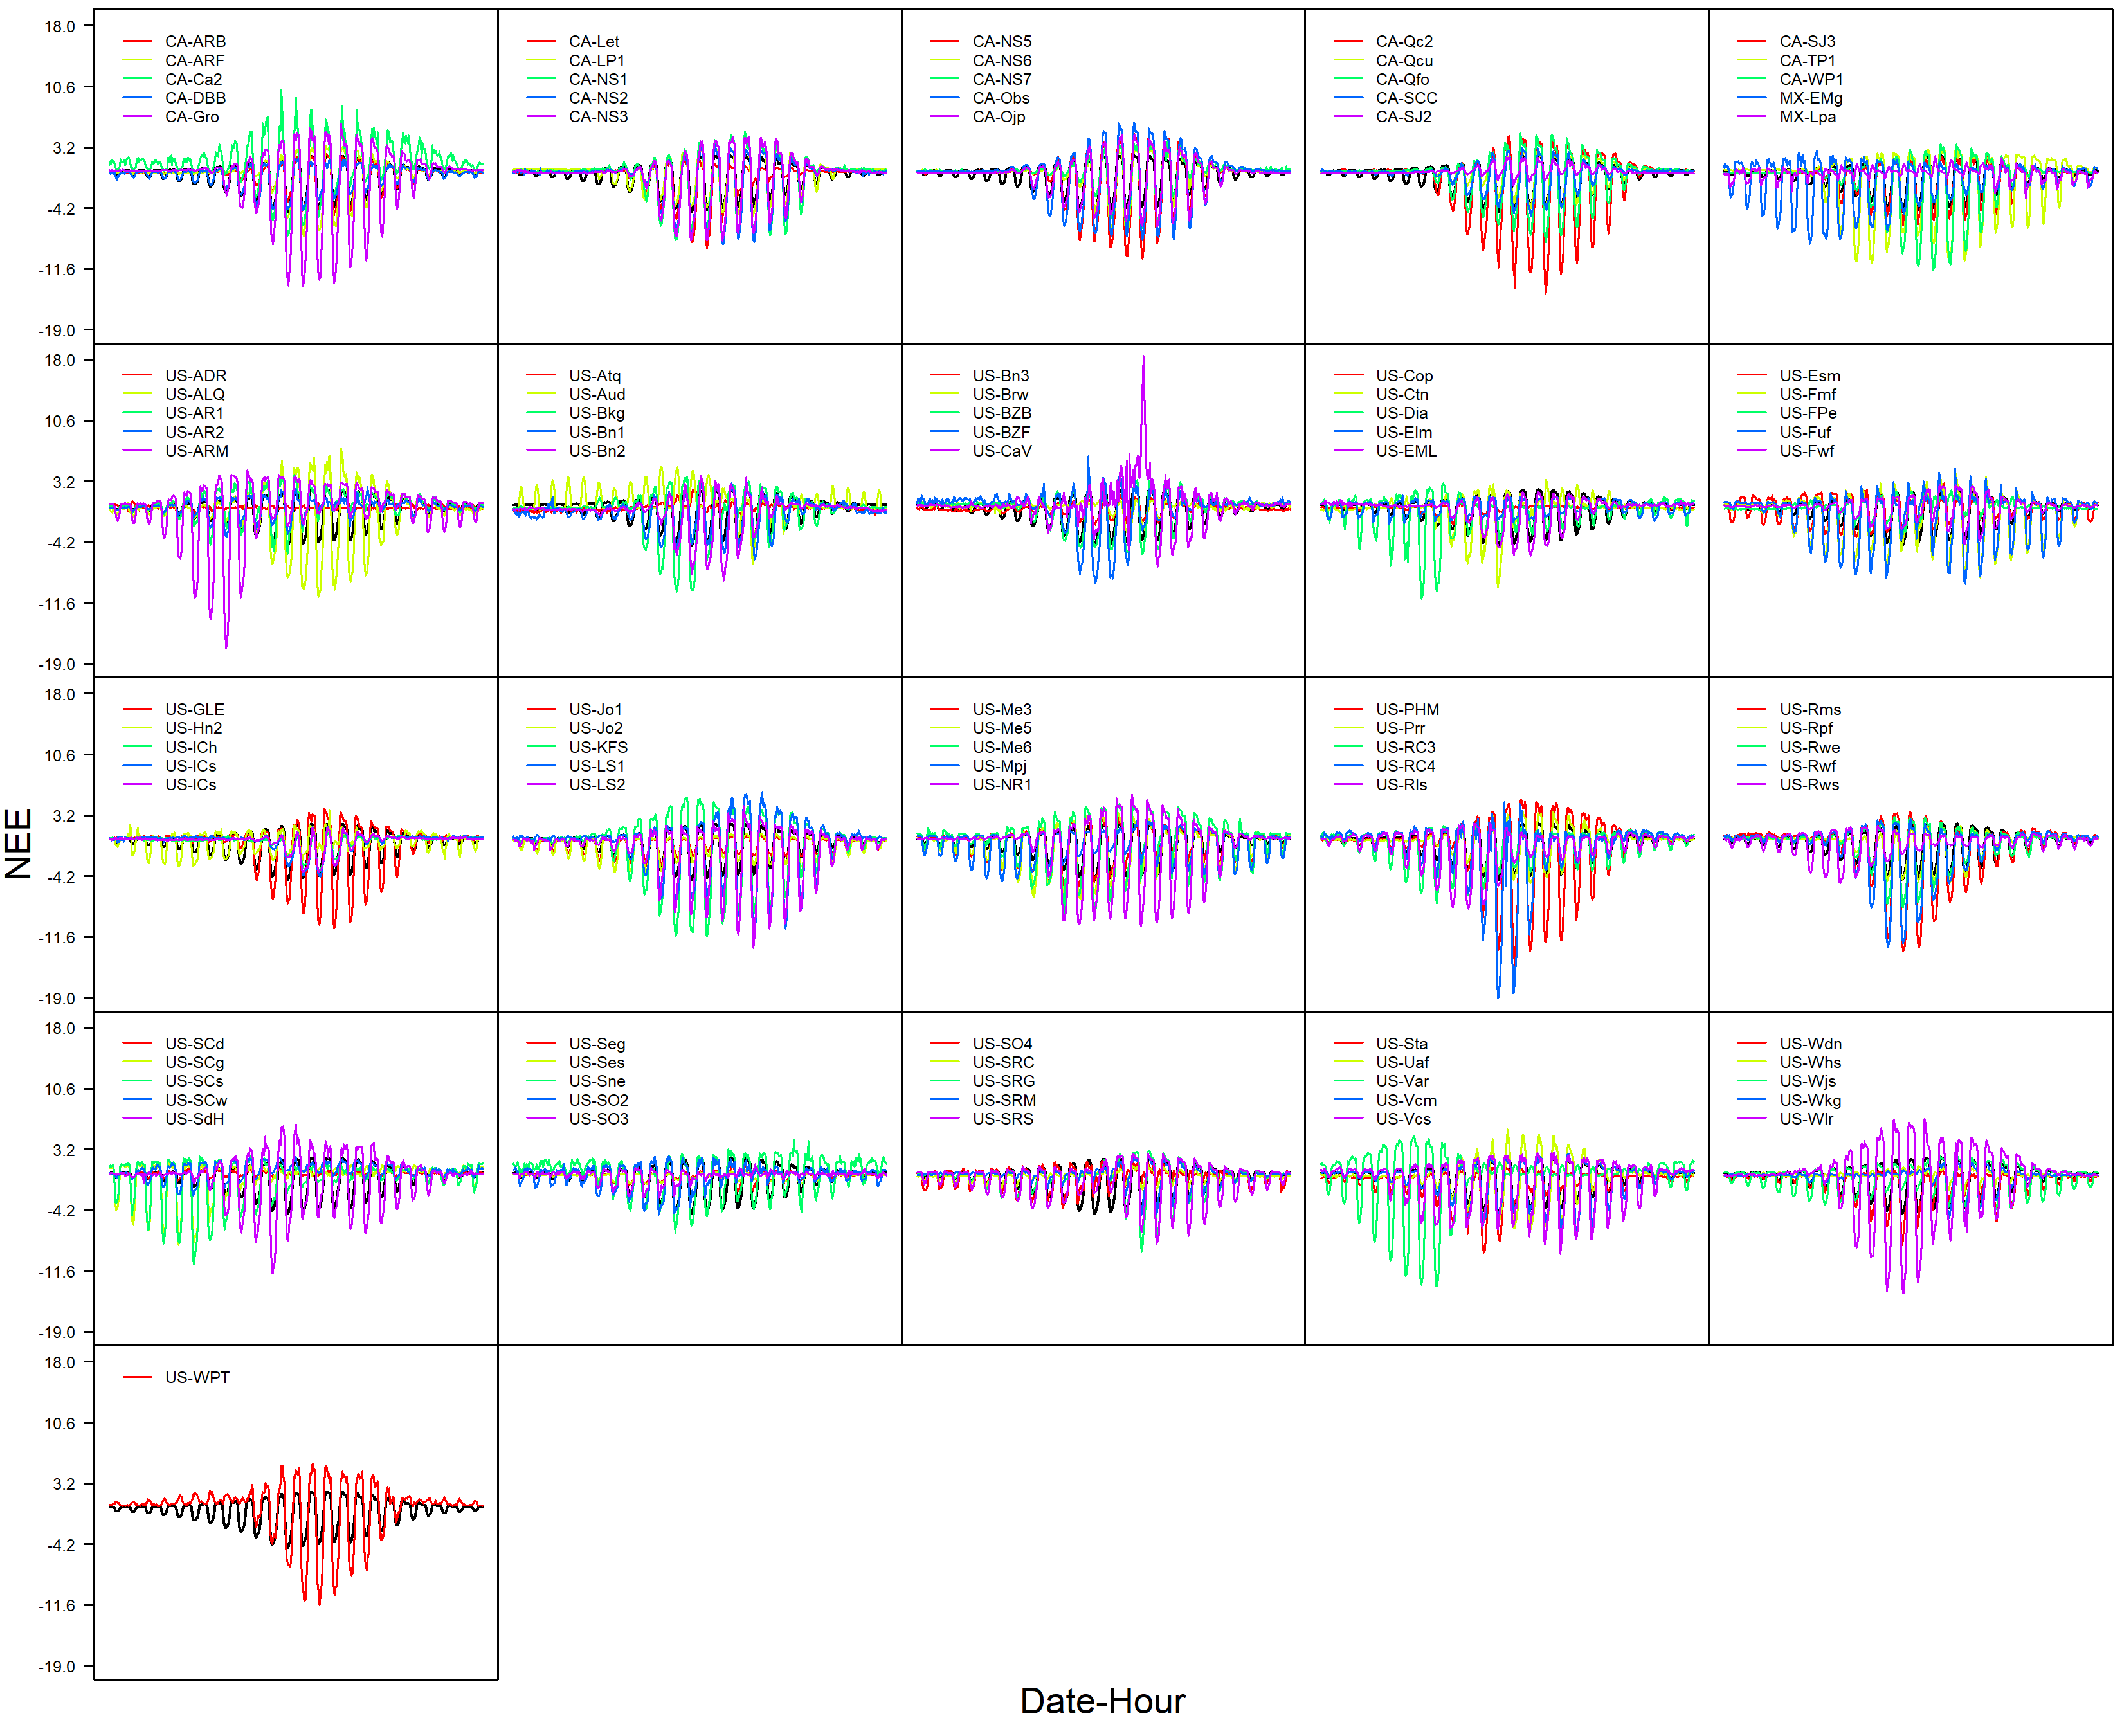 18.0
10.6
3.2
-4.2
-11.6
-19.0
CA-ARB
CA-ARF
CA-Ca2
CA-DBB
CA-Gro
CA-Let
CA-LP1
CA-NS1
CA-NS2
CA-NS3
CA-NS5
CA-NS6
CA-NS7
CA-Obs
CA-Ojp
CA-Qc2
CA-Qcu
CA-Qfo
CA-SCC
CA-SJ2
CA-SJ3
CA-TP1
CA-WP1
MX-EMg
MX-Lpa
18.0
10.6
3.2
-4.2
-11.6
-19.0
US-ADR
US-ALQ
US-AR1
US-AR2
US-ARM
US-Atq
US-Aud
US-Bkg
US-Bn1
US-Bn2
US-Bn3
US-Brw
US-BZB
US-BZF
US-CaV
US-Cop
US-Ctn
US-Dia
US-Elm
US-EML
US-Esm
US-Fmf
US-FPe
US-Fuf
US-Fwf
NEE
18.0
10.6
3.2
-4.2
-11.6
-19.0
US-GLE
US-Hn2
US-ICh
US-ICs
US-ICs
US-Jo1
US-Jo2
US-KFS
US-LS1
US-LS2
US-Me3
US-Me5
US-Me6
US-Mpj
US-NR1
US-PHM
US-Prr
US-RC3
US-RC4
US-Rls
US-Rms
US-Rpf
US-Rwe
US-Rwf
US-Rws
18.0
10.6
3.2
-4.2
-11.6
-19.0
US-SCd
US-SCg
US-SCs
US-SCw
US-SdH
US-Seg
US-Ses
US-Sne
US-SO2
US-SO3
US-SO4
US-SRC
US-SRG
US-SRM
US-SRS
US-Sta
US-Uaf
US-Var
US-Vcm
US-Vcs
US-Wdn
US-Whs
US-Wjs
US-Wkg
US-Wlr
18.0
10.6
3.2
-4.2
-11.6
-19.0
US-WPT
Date-Hour